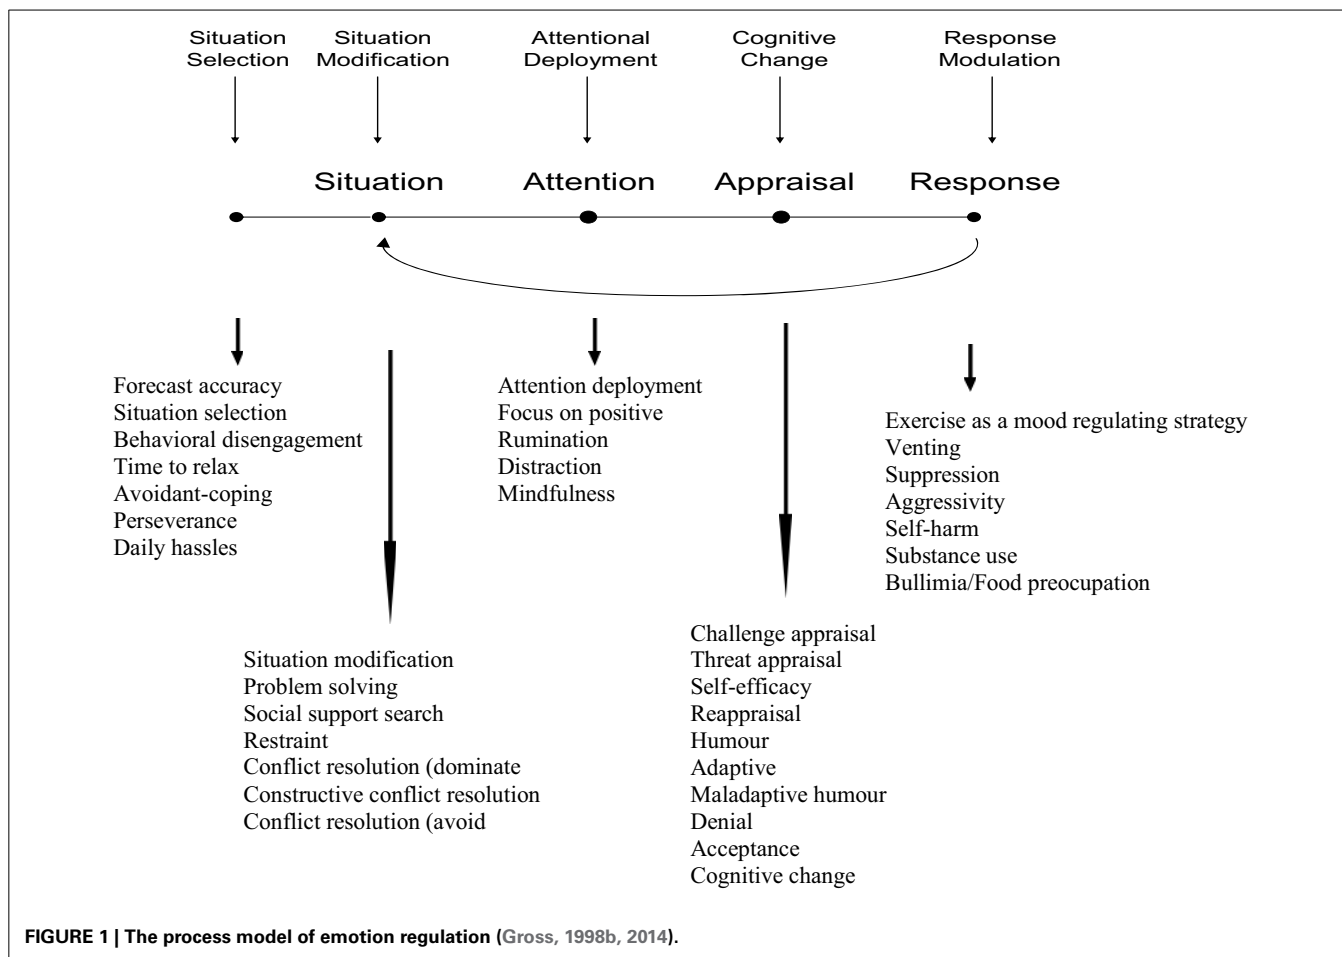 Situation
Selection
Situation
Modification
Attentional
Deployment
Cognitive
Change
Response
Modulation
Situation
Attention
Appraisal
Response
Forecast accuracy
Situation selection
Behavioral disengagement
Time to relax
Avoidant-coping
Perseverance
Daily hassles
Situation modification
Problem solving
Social support search
Restraint
Conflict resolution (dominate
Constructive conflict resolution
Conflict resolution (avoid
Attention deployment
Focus on positive
Rumination
Distraction
Mindfulness
Challenge appraisal
Threat appraisal
Self-efficacy
Reappraisal
Humour
Adaptive
Maladaptive humour
Denial
Acceptance
Cognitive change
Exercise as a mood regulating strategy
Venting
Suppression
Aggressivity
Self-harm
Substance use
Bullimia/Food preocupation
FIGURE 1 | The process model of emotion regulation (Gross, 1998b, 2014).